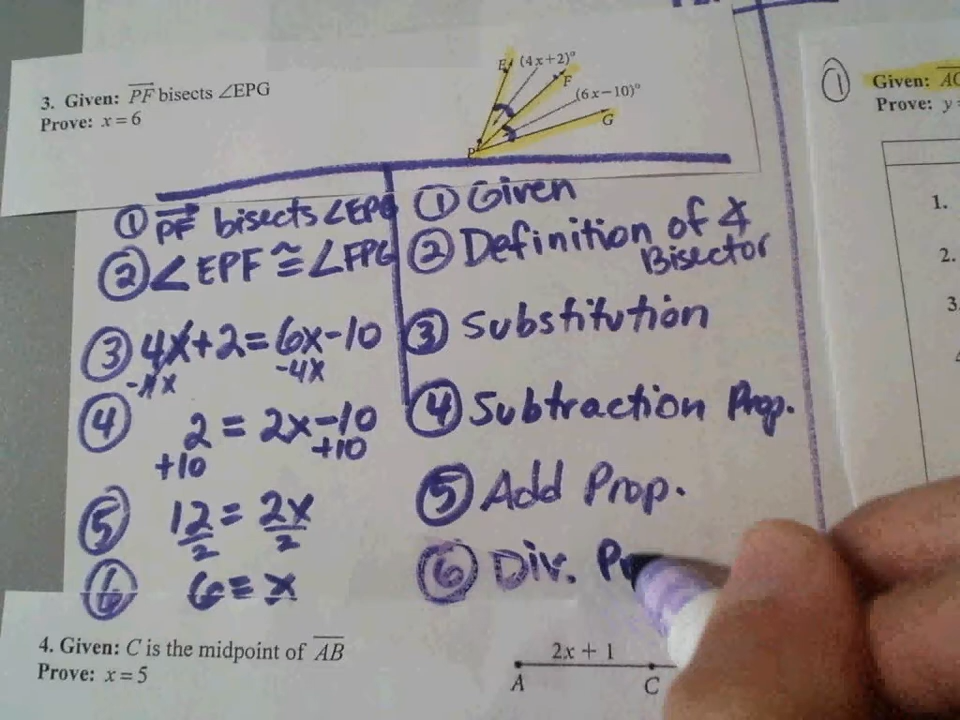 3. Given: PF bisects ∠EPG
Prove: x = 6
E (4x+2)°
F
(6x−10)°
G
P
① PF bisects ∠EPG ① Given
② ∠EPF ≅ ∠FPG ② Definition of ∡ Bisector
③ 4x+2=6x−10 ③ Substitution
-4x -4x
④ 2 = 2x−10 ④ Subtraction Prop.
+10 +10
⑤ 12 = 2x ⑤ Add Prop.
2 2
⑥ 6 = x ⑥ Div. Pr
4. Given: C is the midpoint of AB
Prove: x = 5
2x + 1
A C
① Given:
Prove: y
1.
2.
3.